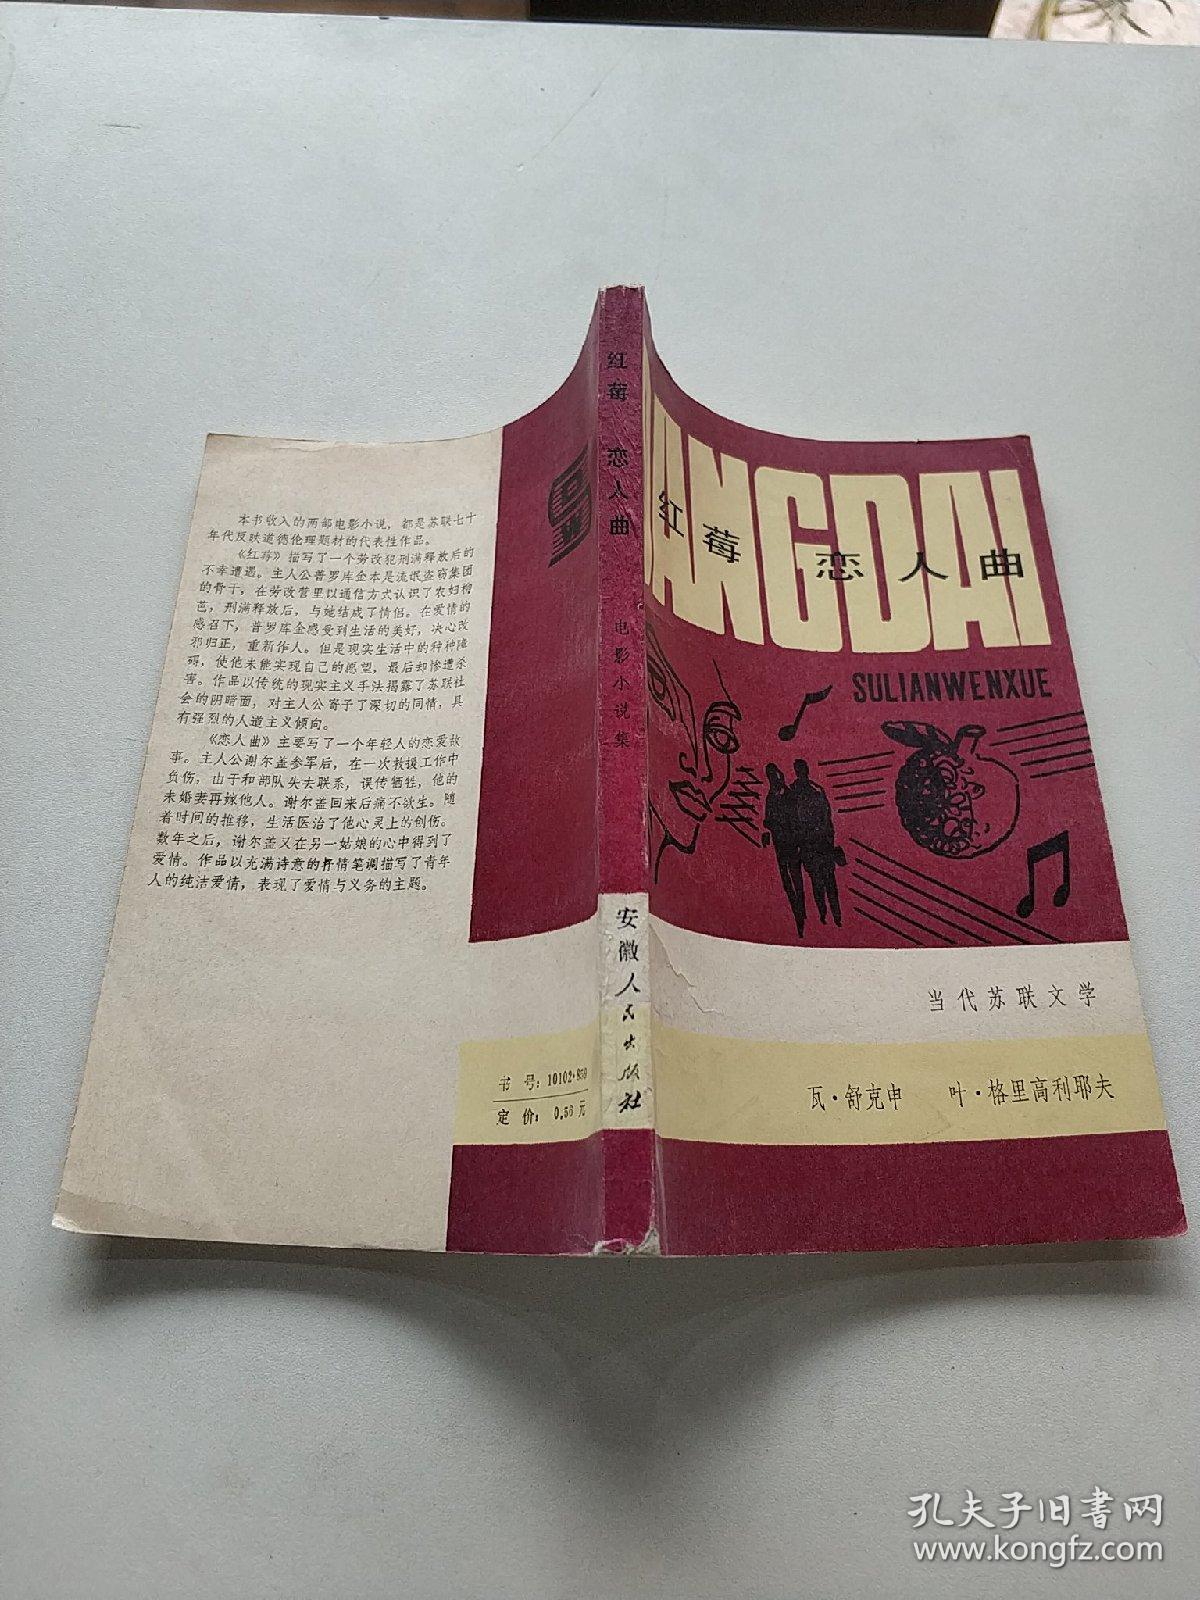 本书收入的两部电影小说，都是苏联七十
年代反映道德伦理题材的代表性作品。
《红莓》描写了一个劳改犯刑满释放后的
不幸遭遇。主人公普罗库金本是流氓盗窃集团
的骨干，在劳改营里以通信方式认识了农妇柳
芭，刑满释放后，与她结成了情侣。在爱情的
感召下，普罗库金感受到生活的美好，决心改
邪归正，重新作人。但是现实生活中的种种障
碍，使他未能实现自己的愿望，最后却惨遭杀
害。作品以传统的现实主义手法揭露了苏联社
会的阴暗面，对主人公寄予了深切的同情，具
有强烈的人道主义倾向。
《恋人曲》主要写了一个年轻人的恋爱故
事。主人公谢尔盖参军后，在一次救援工作中
负伤，由于和部队失去联系，误传牺牲，他的
未婚妻再嫁他人。谢尔盖回来后痛不欲生。随
着时间的推移，生活医治了他心灵上的创伤。
数年之后，谢尔盖又在另一姑娘的心中得到了
爱情。作品以充满诗意的抒情笔调描写了青年
人的纯洁爱情，表现了爱情与义务的主题。
书号：10102·930
定价：0.56元
红莓 恋人曲
电影小说集
安徽人民出版社
DANGDAI
红莓 恋人曲
SULIANWENXUE
当代苏联文学
瓦·舒克申 叶·格里高利耶夫
孔夫子旧书网
www.kongfz.com